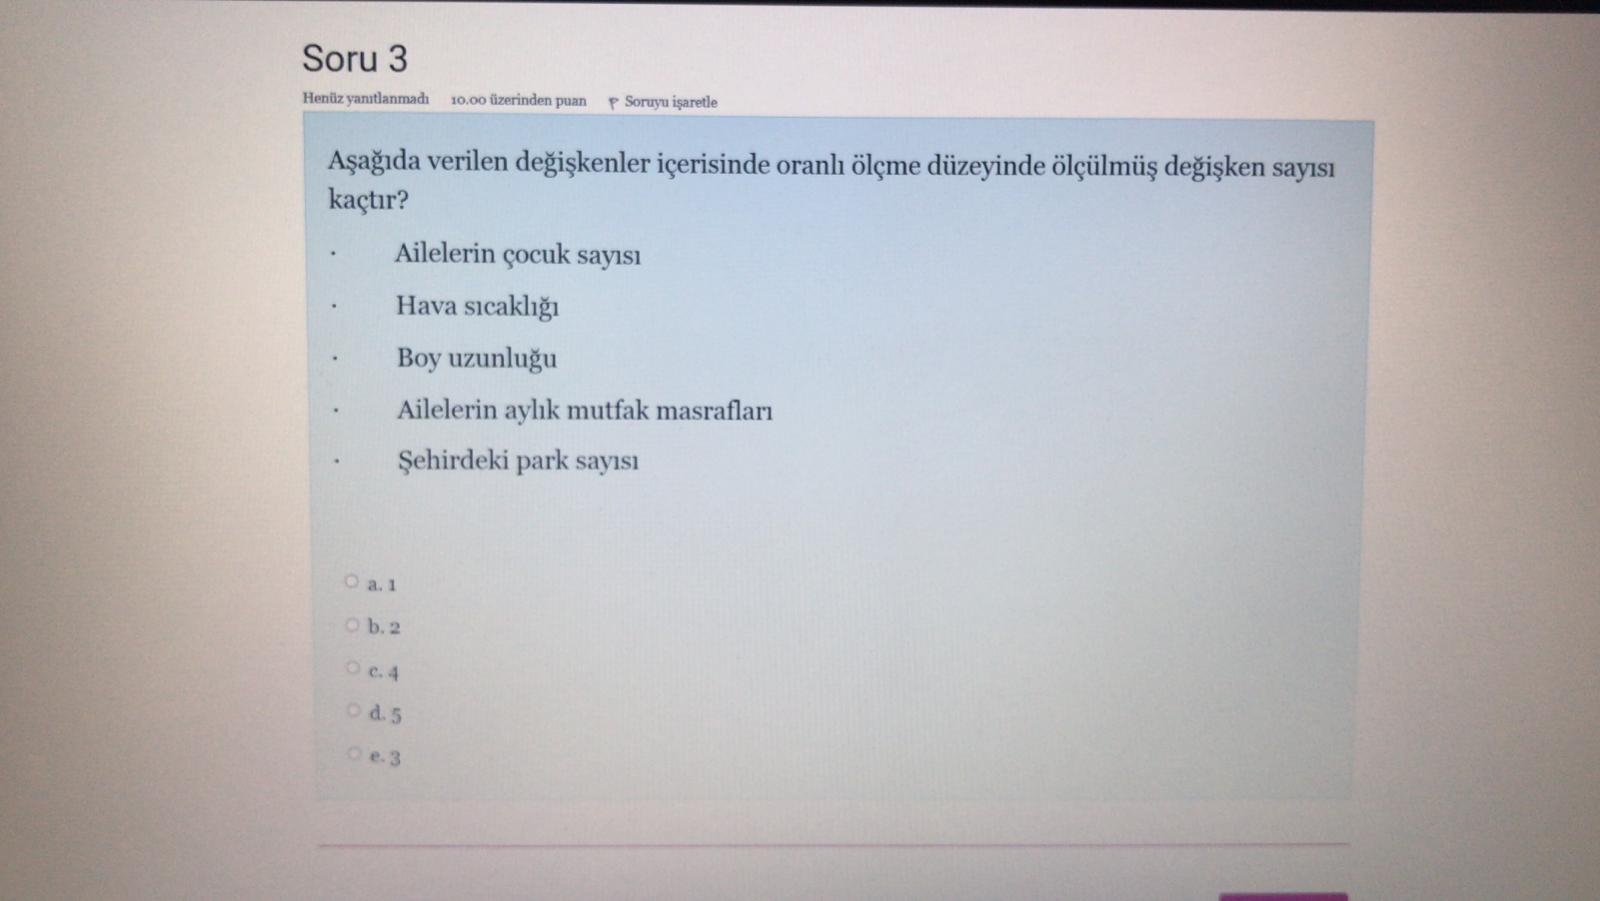 Soru 3
Henüz yanıtlanmadı 10.00 üzerinden puan Soruyu işaretle
Aşağıda verilen değişkenler içerisinde oranlı ölçme düzeyinde ölçülmüş değişken sayısı
kaçtır?
· Ailelerin çocuk sayısı
· Hava sıcaklığı
· Boy uzunluğu
· Ailelerin aylık mutfak masrafları
· Şehirdeki park sayısı
a. 1
b. 2
c. 4
d. 5
e. 3